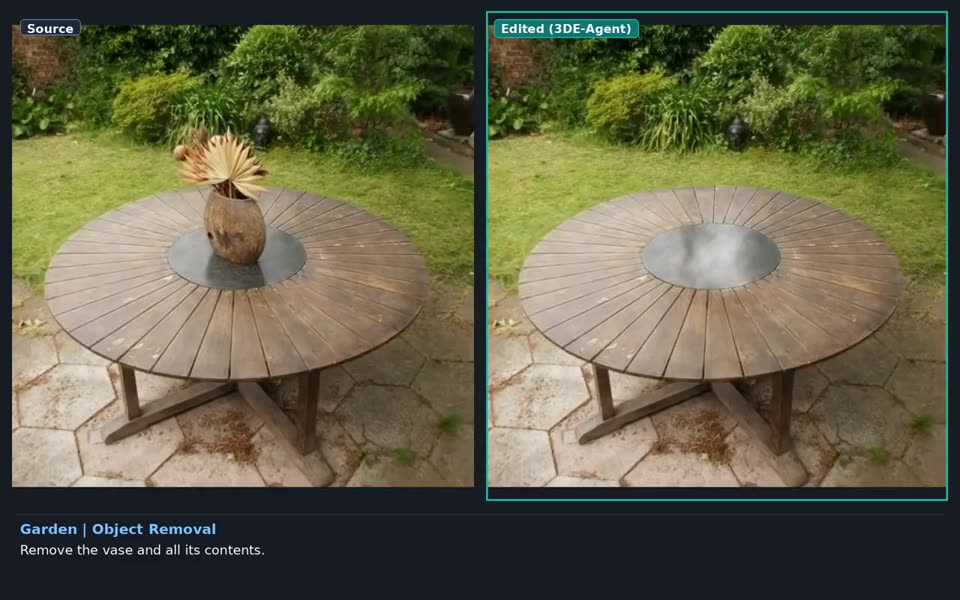 Source
Edited (3DE-Agent)
Garden | Object Removal
Remove the vase and all its contents.